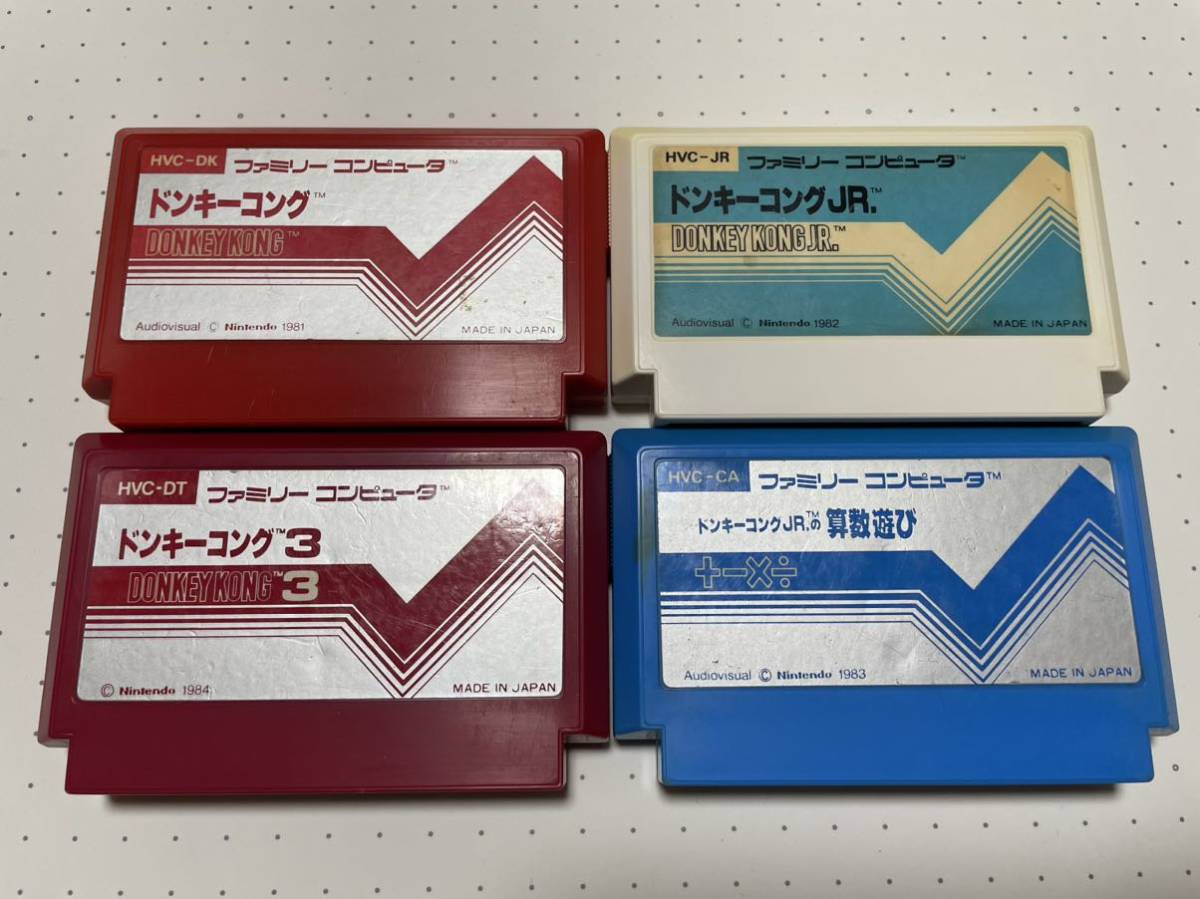 HVC-DK ファミリー コンピュータ™
ドンキーコング™
DONKEY KONG™
Audiovisual © Nintendo 1981 MADE IN JAPAN
HVC-JR ファミリー コンピュータ™
ドンキーコングJR.™
DONKEY KONG JR.™
Audiovisual © Nintendo 1982 MADE IN JAPAN
HVC-DT ファミリー コンピュータ™
ドンキーコング™3
DONKEY KONG™3
© Nintendo 1984 MADE IN JAPAN
HVC-CA ファミリー コンピュータ™
ドンキーコングJR.™の 算数遊び
+-×÷
Audiovisual © Nintendo 1983 MADE IN JAPAN